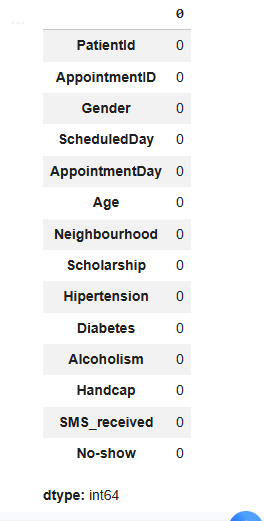 0
PatientId 0
AppointmentID 0
Gender 0
ScheduledDay 0
AppointmentDay 0
Age 0
Neighbourhood 0
Scholarship 0
Hipertension 0
Diabetes 0
Alcoholism 0
Handcap 0
SMS_received 0
No-show 0
dtype: int64